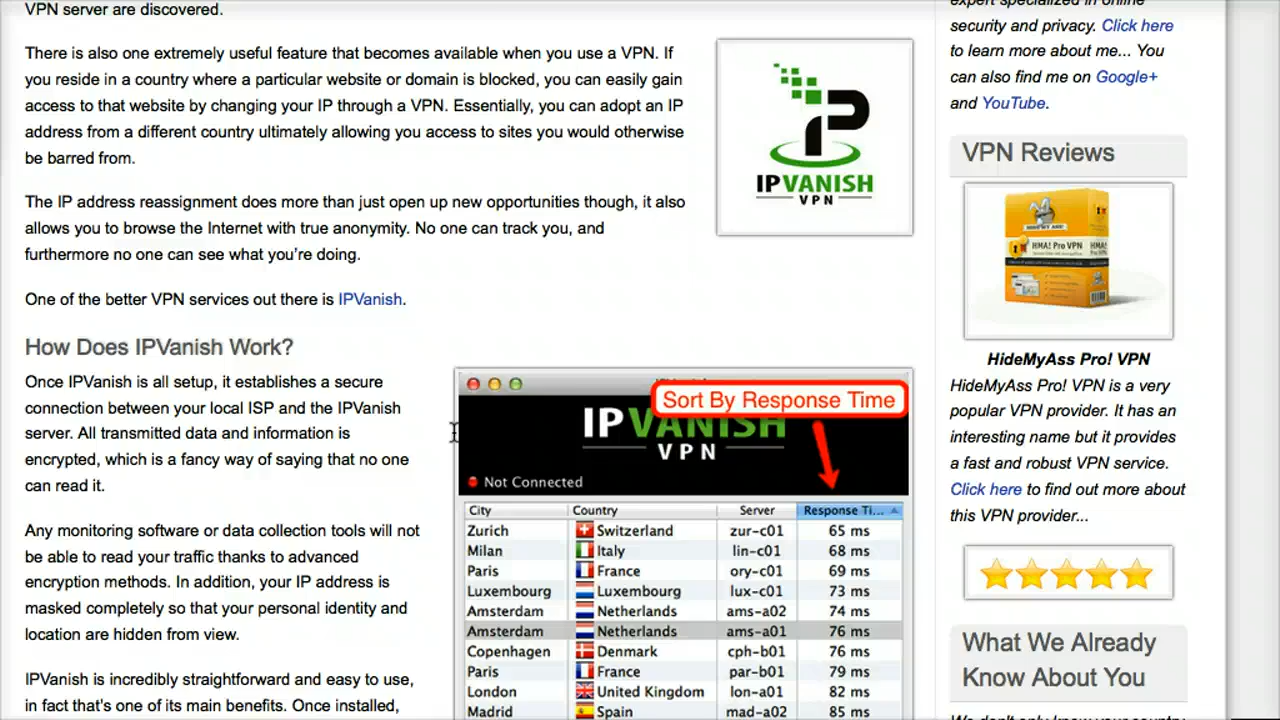 VPN server are discovered.
There is also one extremely useful feature that becomes available when you use a VPN. If
you reside in a country where a particular website or domain is blocked, you can easily gain
access to that website by changing your IP through a VPN. Essentially, you can adopt an IP
address from a different country ultimately allowing you access to sites you would otherwise
be barred from.
The IP address reassignment does more than just open up new opportunities though, it also
allows you to browse the Internet with true anonymity. No one can track you, and
furthermore no one can see what you're doing.
One of the better VPN services out there is IPVanish.
IPVANISH
VPN
How Does IPVanish Work?
Once IPVanish is all setup, it establishes a secure
connection between your local ISP and the IPVanish
server. All transmitted data and information is
encrypted, which is a fancy way of saying that no one
can read it.
Any monitoring software or data collection tools will not
be able to read your traffic thanks to advanced
encryption methods. In addition, your IP address is
masked completely so that your personal identity and
location are hidden from view.
IPVanish is incredibly straightforward and easy to use,
in fact that's one of its main benefits. Once installed,
Sort By Response Time
IPVANISH
VPN
Not Connected
City Country Server Response Ti...
Zurich Switzerland zur-c01 65 ms
Milan Italy lin-c01 68 ms
Paris France ory-c01 69 ms
Luxembourg Luxembourg lux-c01 73 ms
Amsterdam Netherlands ams-a02 74 ms
Amsterdam Netherlands ams-a01 76 ms
Copenhagen Denmark cph-b01 76 ms
Paris France par-b01 79 ms
London United Kingdom lon-a01 82 ms
Madrid Spain mad-a02 85 ms
expert specialized in online
security and privacy. Click here
to learn more about me... You
can also find me on Google+
and YouTube.
VPN Reviews
HIDE MY ASS!
HMA! Pro VPN
HideMyAss Pro! VPN
HideMyAss Pro! VPN is a very
popular VPN provider. It has an
interesting name but it provides
a fast and robust VPN service.
Click here to find out more about
this VPN provider...
What We Already
Know About You
We don't only know your country